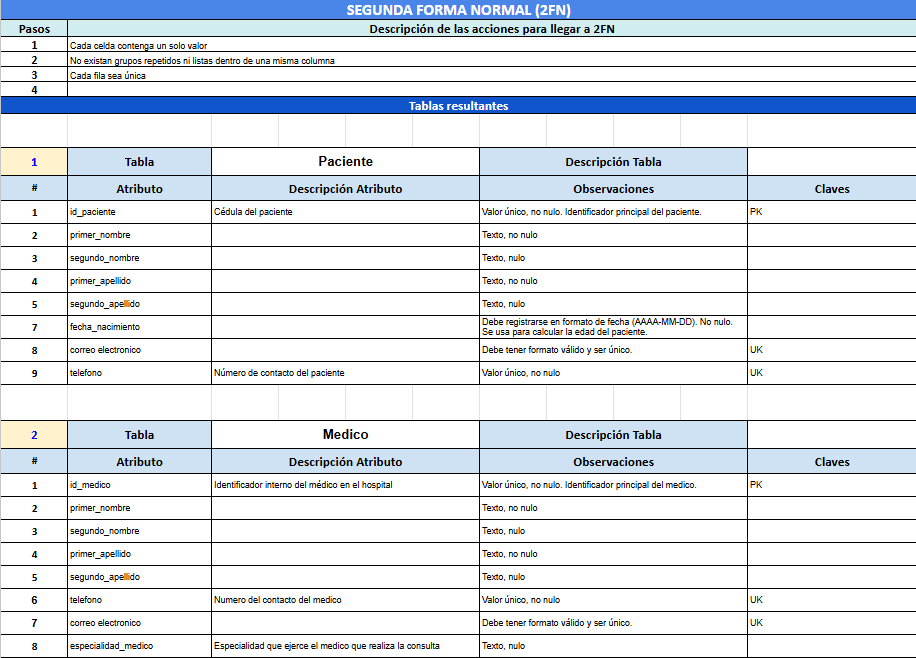 SEGUNDA FORMA NORMAL (2FN)
Pasos Descripción de las acciones para llegar a 2FN
1 Cada celda contenga un solo valor
2 No existan grupos repetidos ni listas dentro de una misma columna
3 Cada fila sea única
4
Tablas resultantes
1 Tabla Paciente Descripción Tabla
# Atributo Descripción Atributo Observaciones Claves
1 id_paciente Cédula del paciente Valor único, no nulo. Identificador principal del paciente. PK
2 primer_nombre Texto, no nulo
3 segundo_nombre Texto, nulo
4 primer_apellido Texto, no nulo
5 segundo_apellido Texto, nulo
7 fecha_nacimiento Debe registrarse en formato de fecha (AAAA-MM-DD). No nulo.
Se usa para calcular la edad del paciente.
8 correo electronico Debe tener formato válido y ser único. UK
9 telefono Número de contacto del paciente Valor único, no nulo UK
2 Tabla Medico Descripción Tabla
# Atributo Descripción Atributo Observaciones Claves
1 id_medico Identificador interno del médico en el hospital Valor único, no nulo. Identificador principal del medico. PK
2 primer_nombre Texto, no nulo
3 segundo_nombre Texto, nulo
4 primer_apellido Texto, no nulo
5 segundo_apellido Texto, nulo
6 telefono Numero del contacto del medico Valor único, no nulo UK
7 correo electronico Debe tener formato válido y ser único. UK
8 especialidad_medico Especialidad que ejerce el medico que realiza la consulta Texto, nulo